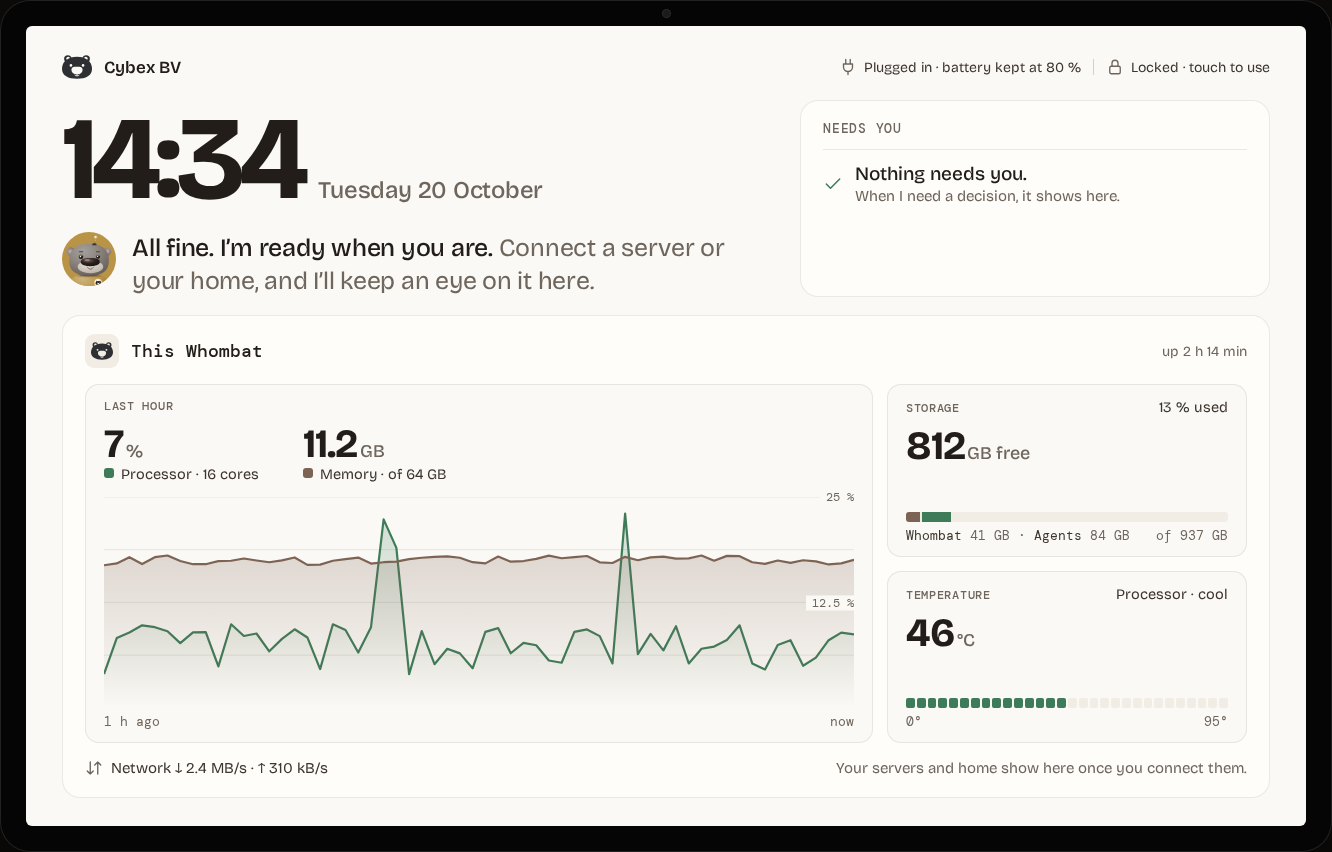 Cybex BV
Plugged in · battery kept at 80 %
Locked · touch to use
14:34 Tuesday 20 October
All fine. I'm ready when you are. Connect a server or
your home, and I'll keep an eye on it here.
NEEDS YOU
Nothing needs you.
When I need a decision, it shows here.
This Whombat
up 2 h 14 min
LAST HOUR
7 %
Processor · 16 cores
11.2 GB
Memory · of 64 GB
25 %
12.5 %
1 h ago
now
STORAGE
13 % used
812 GB free
Whombat 41 GB · Agents 84 GB
of 937 GB
TEMPERATURE
Processor · cool
46 °C
0°
95°
Network ↓ 2.4 MB/s · ↑ 310 kB/s
Your servers and home show here once you connect them.